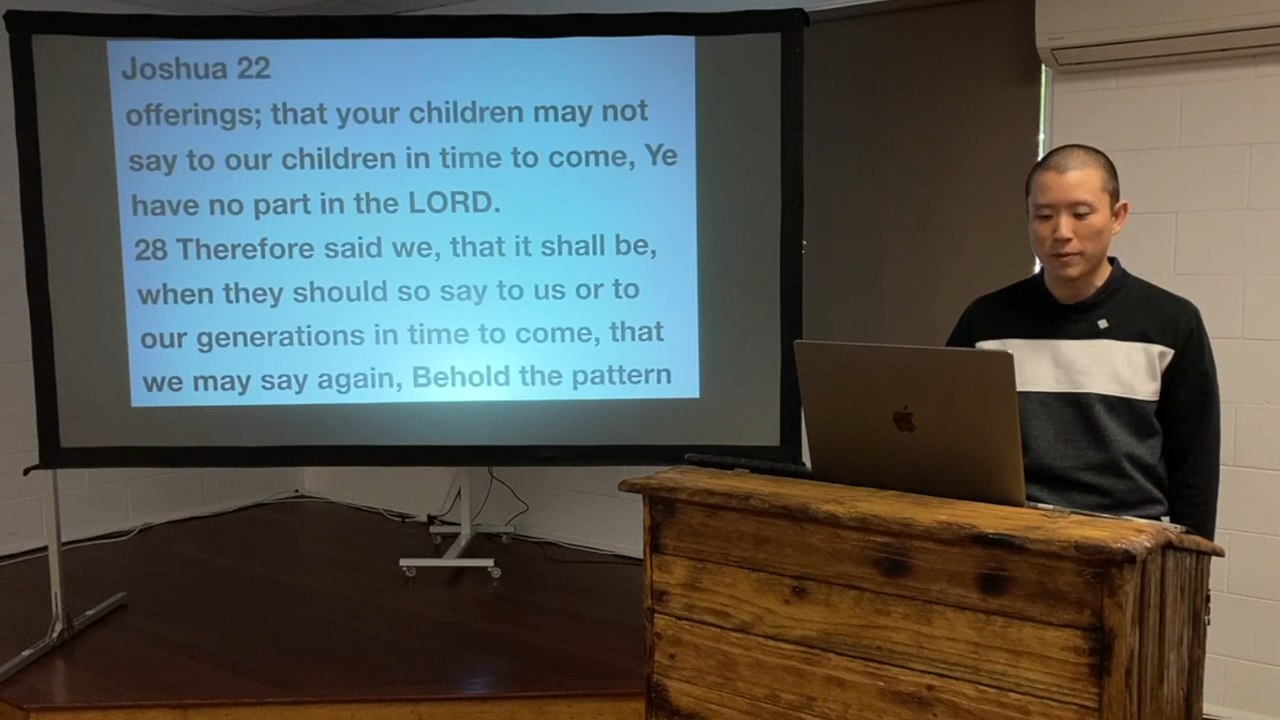 Joshua 22
offerings; that your children may not
say to our children in time to come, Ye
have no part in the LORD.
28 Therefore said we, that it shall be,
when they should so say to us or to
our generations in time to come, that
we may say again, Behold the pattern